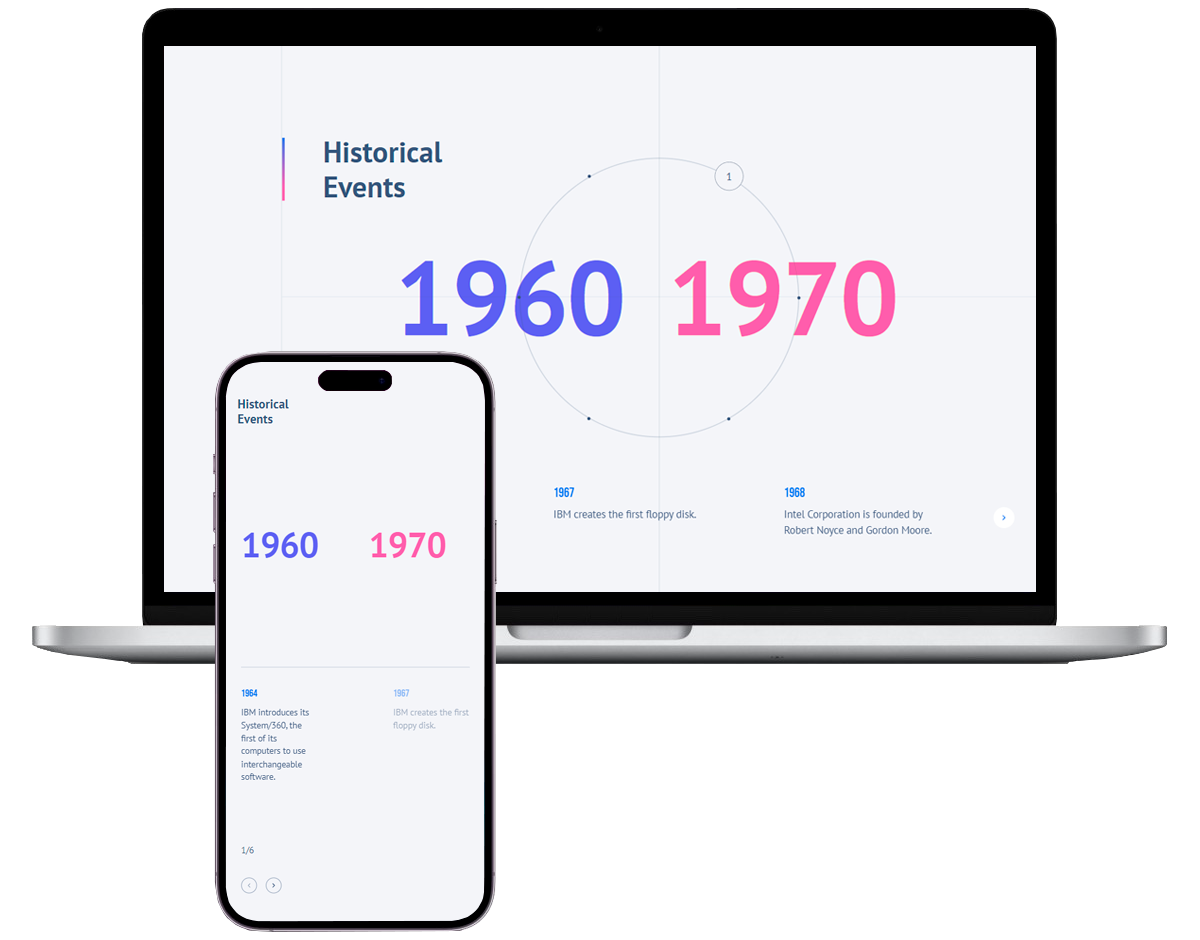 Historical
Events
1
1960 1970
1967
IBM creates the first floppy disk.
1968
Intel Corporation is founded by
Robert Noyce and Gordon Moore.
Historical
Events
1960 1970
1964
IBM introduces its
System/360, the
first of its
computers to use
interchangeable
software.
1967
IBM creates the first
floppy disk.
1/6